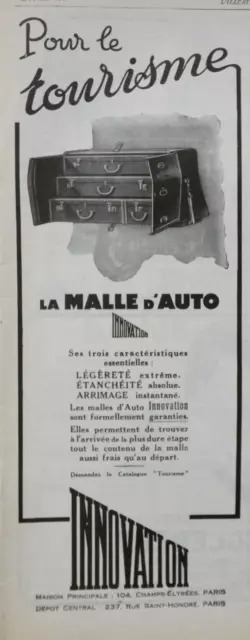 Pour le
tourisme
LA MALLE D'AUTO
INNOVATION
Ses trois caractéristiques
essentielles :
LÉGÈRETÉ extrême.
ÉTANCHÉITÉ absolue.
ARRIMAGE instantané.
Les malles d'Auto Innovation
sont formellement garanties.
Elles permettent de trouver
à l'arrivée de la plus dure étape
tout le contenu de la malle
aussi frais qu'au départ.
Demandez le Catalogue "Tourisme"
INNOVATION
MAISON PRINCIPALE : 104, CHAMPS-ÉLYSÉES, PARIS
DÉPOT CENTRAL 237, RUE SAINT-HONORÉ, PARIS